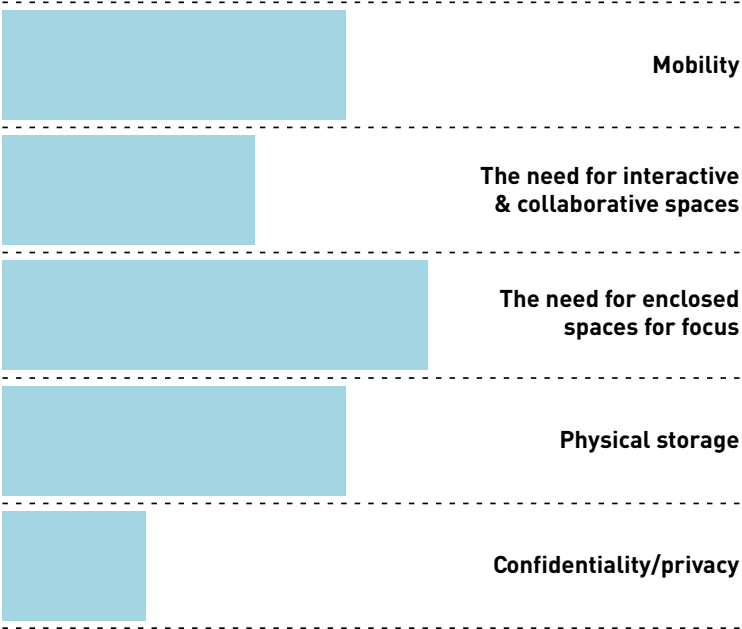 Mobility
The need for interactive
& collaborative spaces
The need for enclosed
spaces for focus
Physical storage
Confidentiality/privacy